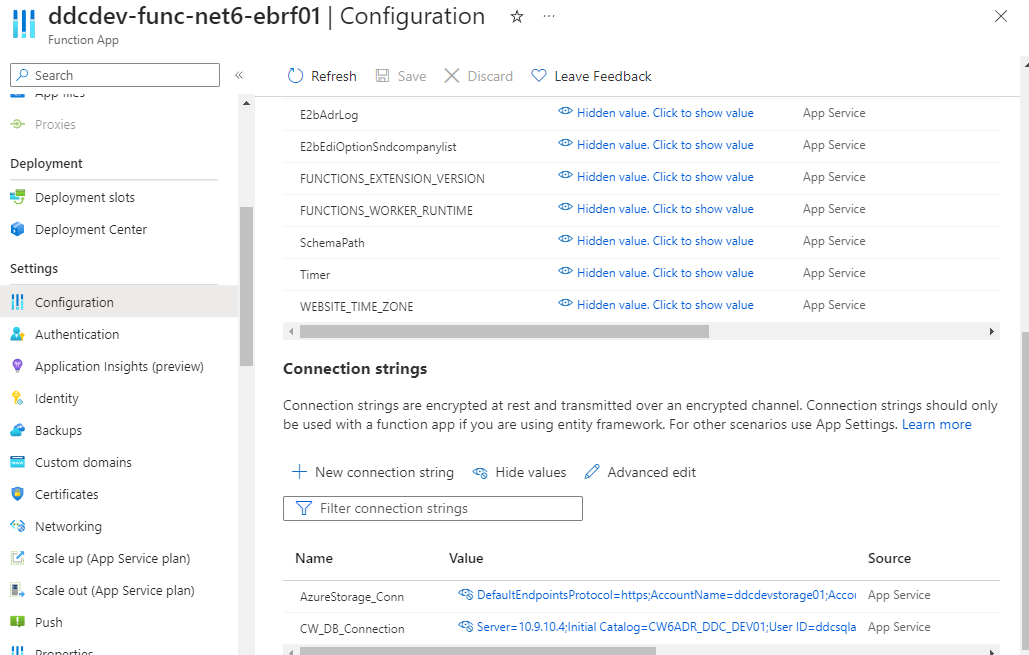 ddcdev-func-net6-ebrf01 | Configuration
Function App
Search
Refresh
Save
Discard
Leave Feedback
App files
Proxies
Deployment
Deployment slots
Deployment Center
Settings
Configuration
Authentication
Application Insights (preview)
Identity
Backups
Custom domains
Certificates
Networking
Scale up (App Service plan)
Scale out (App Service plan)
Push
Properties
E2bAdrLog Hidden value. Click to show value App Service
E2bEdiOptionSndcompanylist Hidden value. Click to show value App Service
FUNCTIONS_EXTENSION_VERSION Hidden value. Click to show value App Service
FUNCTIONS_WORKER_RUNTIME Hidden value. Click to show value App Service
SchemaPath Hidden value. Click to show value App Service
Timer Hidden value. Click to show value App Service
WEBSITE_TIME_ZONE Hidden value. Click to show value App Service
Connection strings
Connection strings are encrypted at rest and transmitted over an encrypted channel. Connection strings should only
be used with a function app if you are using entity framework. For other scenarios use App Settings. Learn more
New connection string
Hide values
Advanced edit
Filter connection strings
Name Value Source
AzureStorage_Conn DefaultEndpointsProtocol=https;AccountName=ddcdevstorage01;Accou App Service
CW_DB_Connection Server=10.9.10.4;Initial Catalog=CW6ADR_DDC_DEV01;User ID=ddcsqla App Service